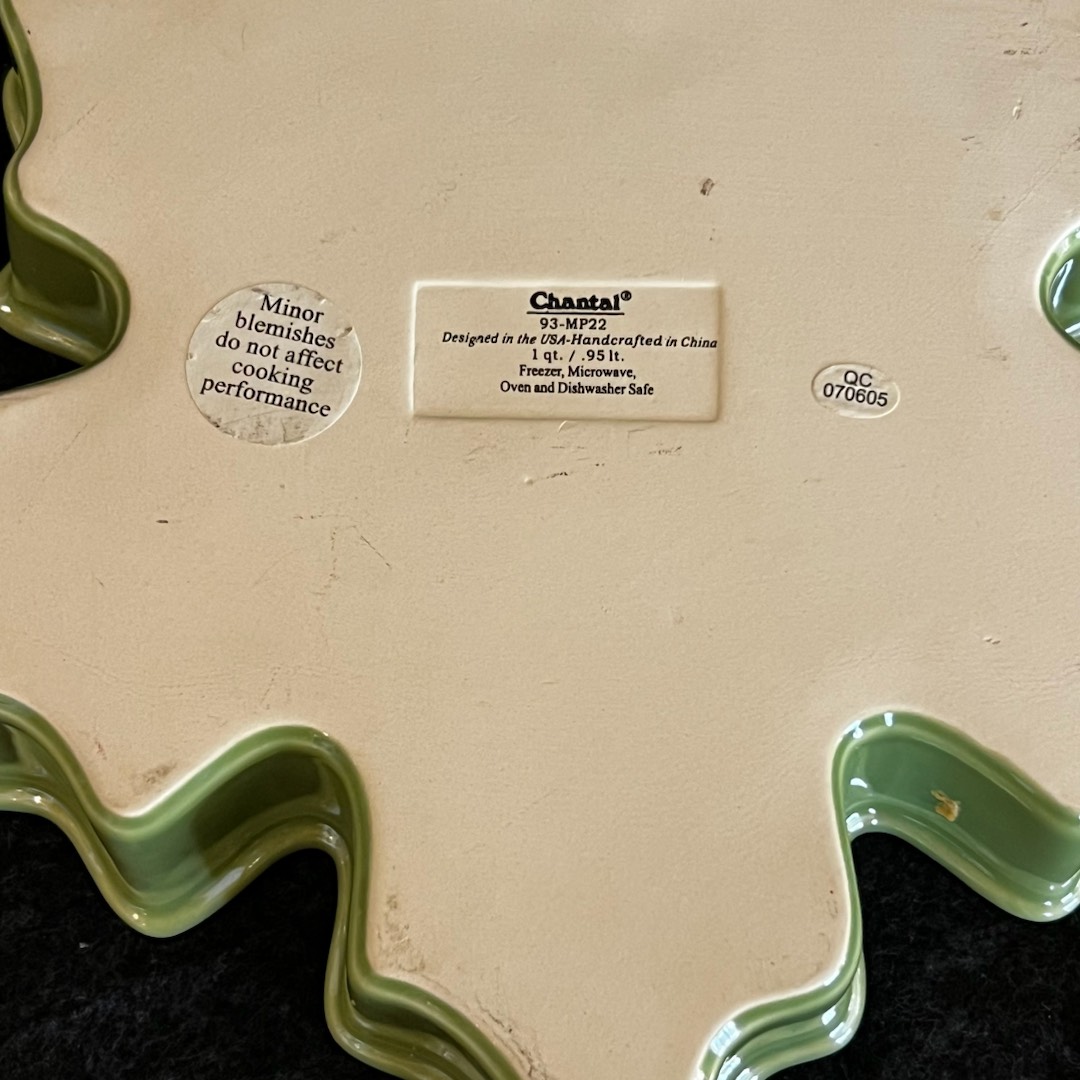 Minor
blemishes
do not affect
cooking
performance
Chantal®
93-MP22
Designed in the USA-Handcrafted in China
1 qt. / .95 lt.
Freezer, Microwave,
Oven and Dishwasher Safe
QC
070605